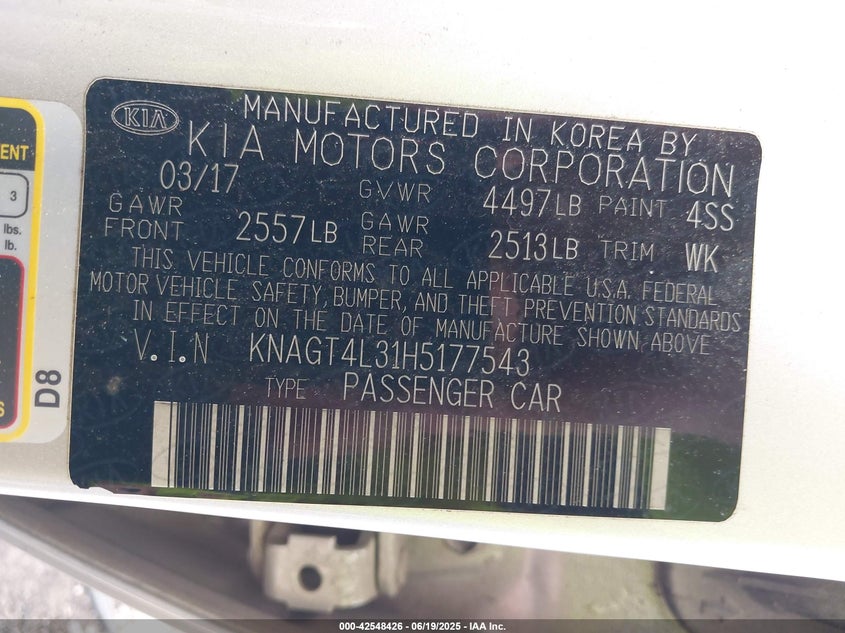 KIA
MANUFACTURED IN KOREA BY
KIA MOTORS CORPORATION
03/17 GVWR 4497LB PAINT 4SS
GAWR FRONT 2557LB GAWR REAR 2513LB TRIM WK
THIS VEHICLE CONFORMS TO ALL APPLICABLE U.S.A. FEDERAL
MOTOR VEHICLE SAFETY, BUMPER, AND THEFT PREVENTION STANDARDS
IN EFFECT ON THE DATE OF MANUFACTURE SHOWN ABOVE
V.I.N KNAGT4L31H5177543
TYPE PASSENGER CAR
3
lbs.
lb.
D8
000-42548426 - 06/19/2025 - IAA Inc.